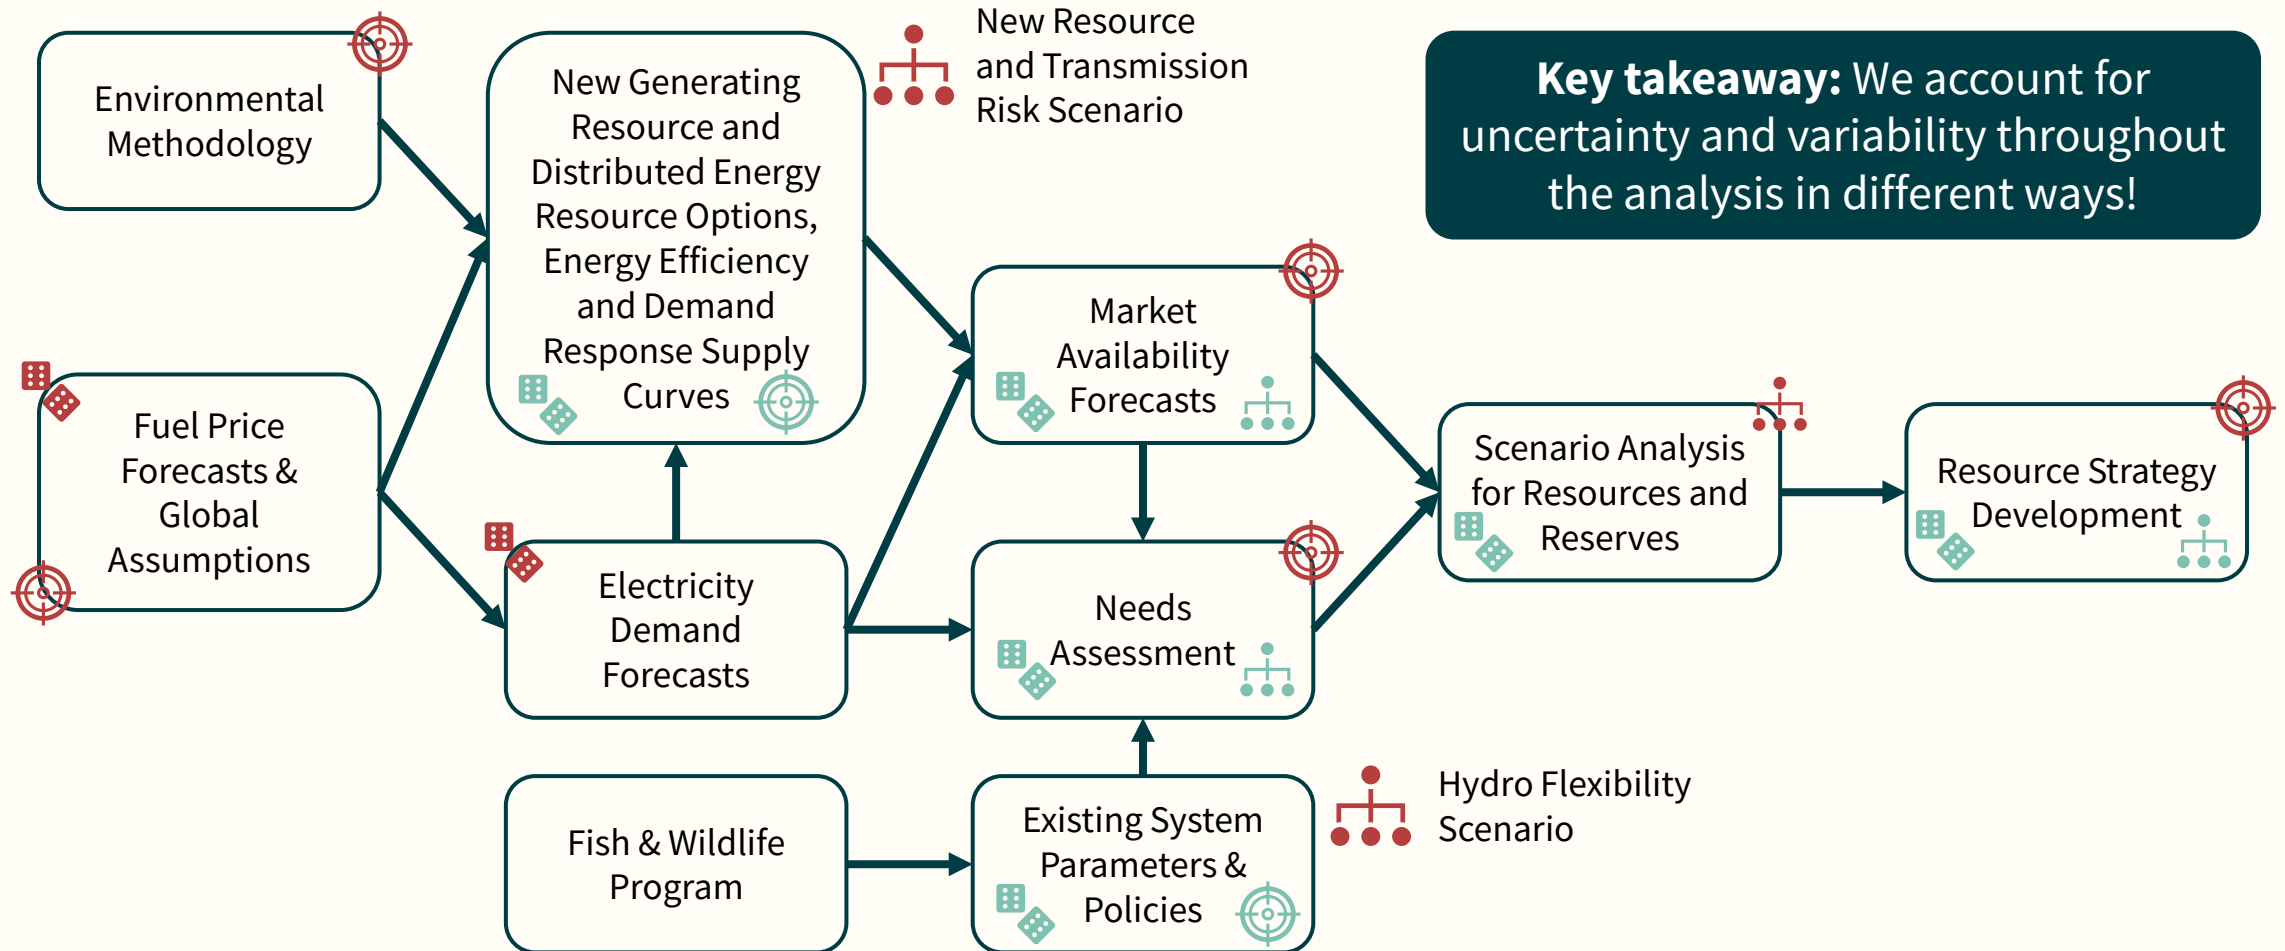 Environmental
Methodology
New Generating
Resource and
Distributed Energy
Resource Options,
Energy Efficiency
and Demand
Response Supply
Curves
New Resource
and Transmission
Risk Scenario
Key takeaway: We account for
uncertainty and variability throughout
the analysis in different ways!
Fuel Price
Forecasts &
Global
Assumptions
Market
Availability
Forecasts
Scenario Analysis
for Resources and
Reserves
Resource Strategy
Development
Electricity
Demand
Forecasts
Needs
Assessment
Fish & Wildlife
Program
Existing System
Parameters &
Policies
Hydro Flexibility
Scenario